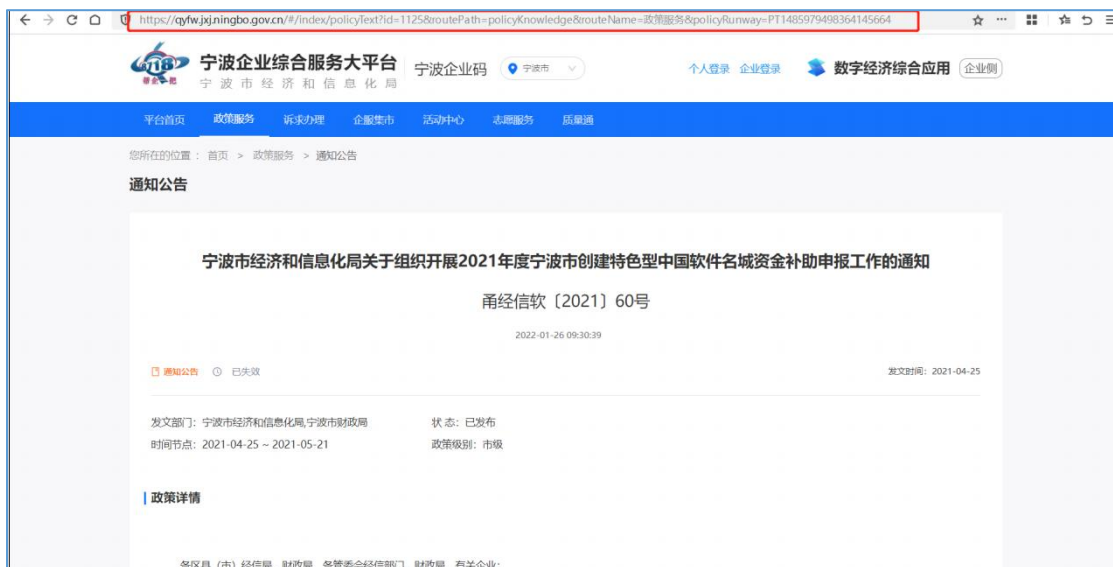 https://qyfw.jxj.ningbo.gov.cn/#/index/policyText?id=1125&routePath=policyKnowledge&routeName=政策服务&policyRunway=PT1485979498364145664
8718 宁波企业综合服务大平台 宁波企业码 宁波市 个人登录 企业登录 数字经济综合应用 企业侧
帮企一把 宁波市经济和信息化局
平台首页 政策服务 诉求办理 企服集市 活动中心 志愿服务 质量通
您所在的位置： 首页 > 政策服务 > 通知公告
通知公告
宁波市经济和信息化局关于组织开展2021年度宁波市创建特色型中国软件名城资金补助申报工作的通知
甬经信软〔2021〕60号
2022-01-26 09:30:39
通知公告 已失效 发文时间：2021-04-25
发文部门：宁波市经济和信息化局,宁波市财政局 状 态：已发布
时间节点：2021-04-25 ~ 2021-05-21 政策级别：市级
政策详情
各区县（市）经信局、财政局，各管委会经信部门、财政局，有关企业：